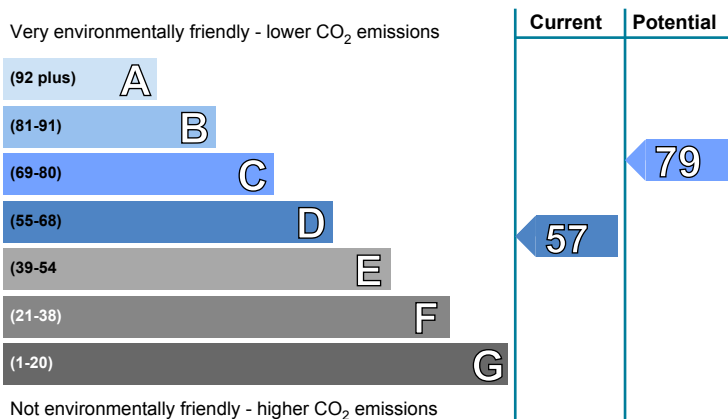 Current Potential
Very environmentally friendly - lower CO2 emissions
(92 plus) A
(81-91) B
(69-80) C
79
(55-68) D
57
(39-54 E
(21-38) F
(1-20) G
Not environmentally friendly - higher CO2 emissions